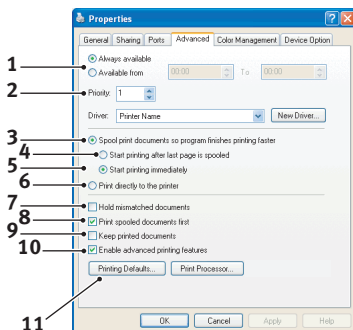 Properties
General Sharing Ports Advanced Color Management Device Option
1 Always available
Available from 00:00 To 00:00
2 Priority: 1
Driver: Printer Name New Driver...
3 Spool print documents so program finishes printing faster
4 Start printing after last page is spooled
5 Start printing immediately
6 Print directly to the printer
7 Hold mismatched documents
8 Print spooled documents first
9 Keep printed documents
10 Enable advanced printing features
Printing Defaults... Print Processor...
11
OK Cancel Apply Help